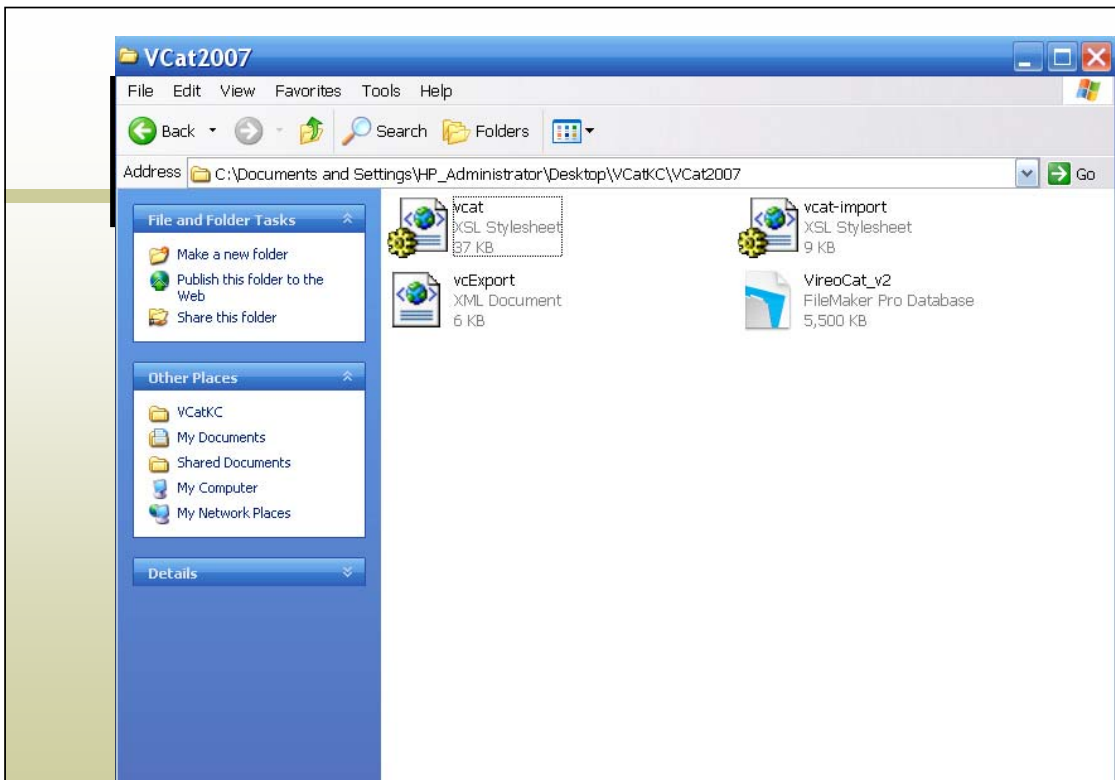 VCat2007
File Edit View Favorites Tools Help
Back Search Folders
Address C:\Documents and Settings\HP_Administrator\Desktop\VCatKC\VCat2007 Go
File and Folder Tasks
Make a new folder
Publish this folder to the
Web
Share this folder
Other Places
VCatKC
My Documents
Shared Documents
My Computer
My Network Places
Details
vcat
XSL Stylesheet
37 KB
vcat-import
XSL Stylesheet
9 KB
vcExport
XML Document
6 KB
VireoCat_v2
FileMaker Pro Database
5,500 KB